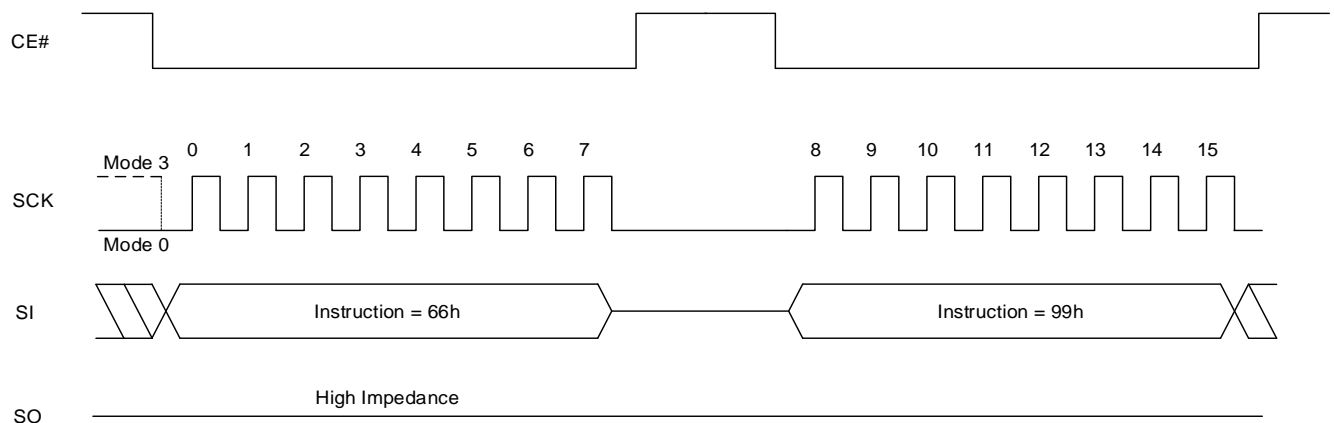 CE#
0 1 2 3 4 5 6 7 8 9 10 11 12 13 14 15
Mode 3
SCK
Mode 0
SI
Instruction = 66h
Instruction = 99h
High Impedance
SO